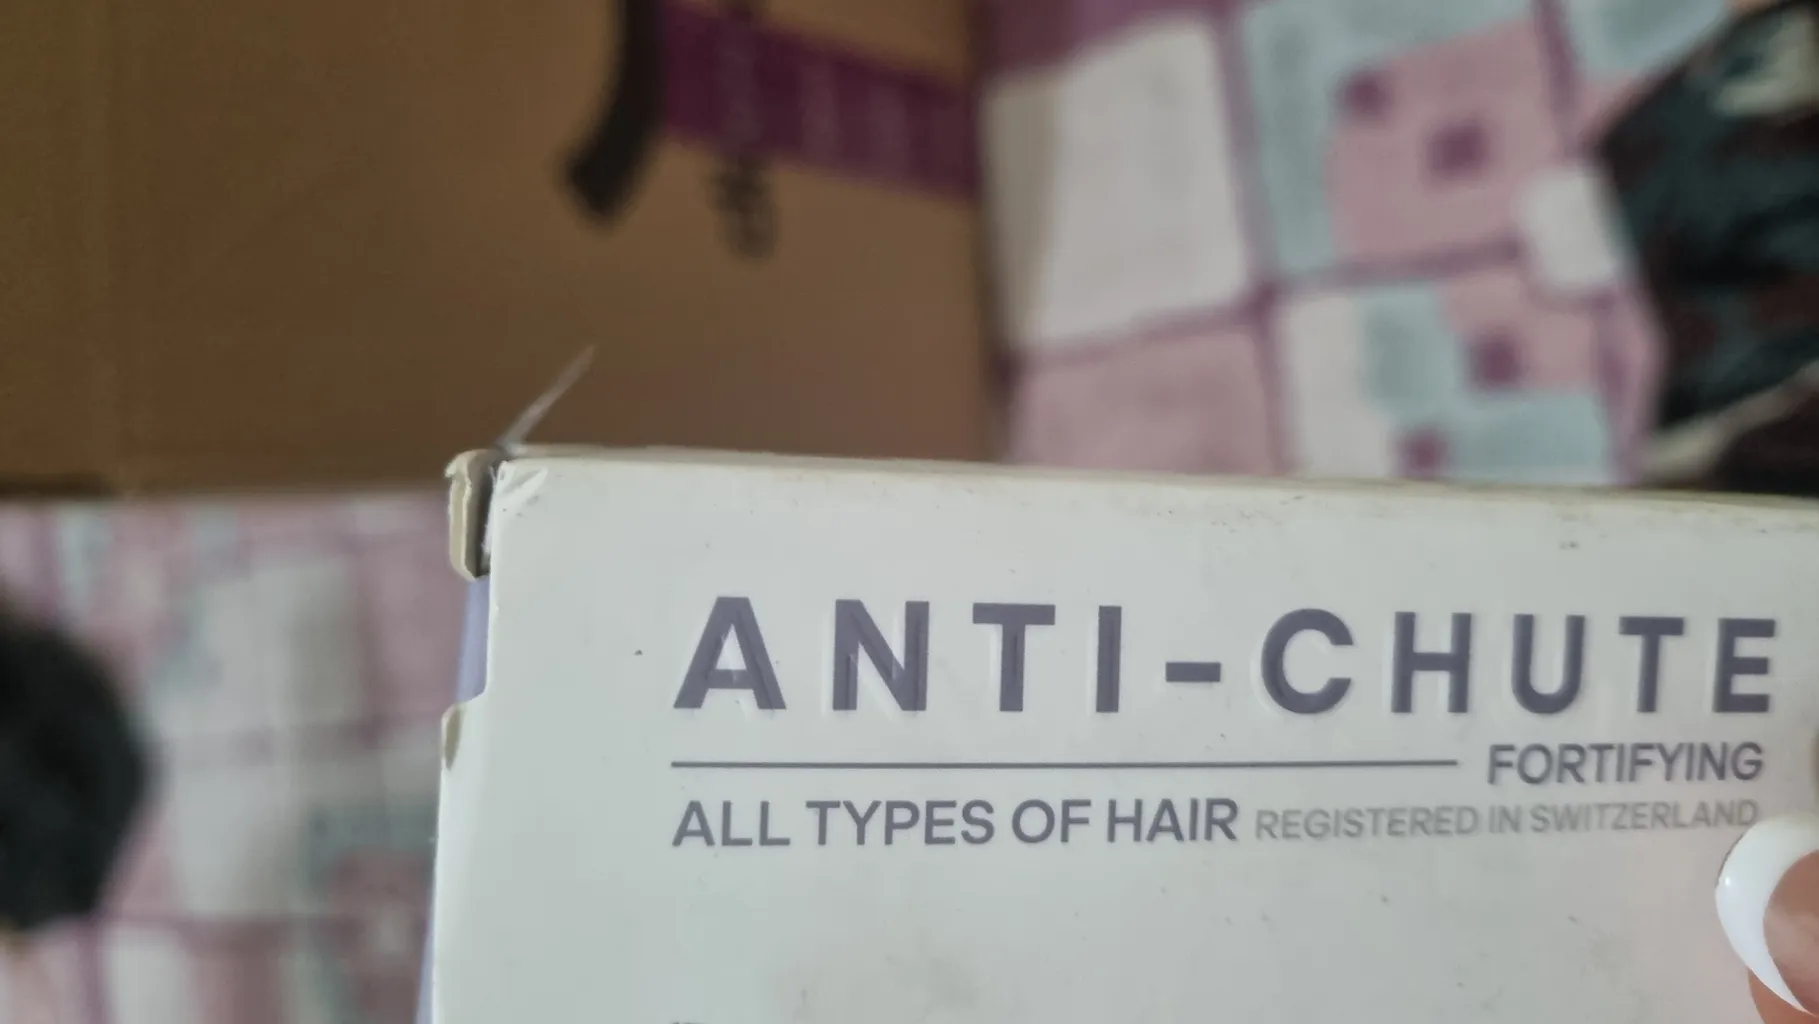 ANTI-CHUTE
FORTIFYING
ALL TYPES OF HAIR REGISTERED IN SWITZERLAND